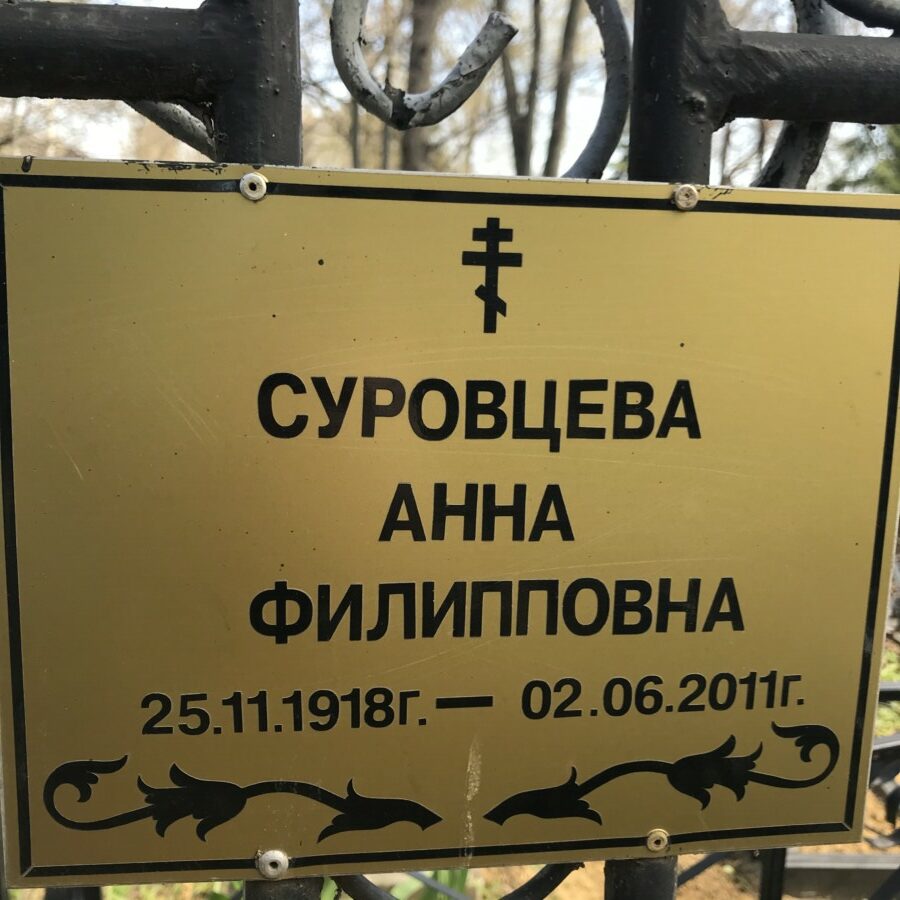 СУРОВЦЕВА
АННА
ФИЛИППОВНА
25.11.1918г. — 02.06.2011г.